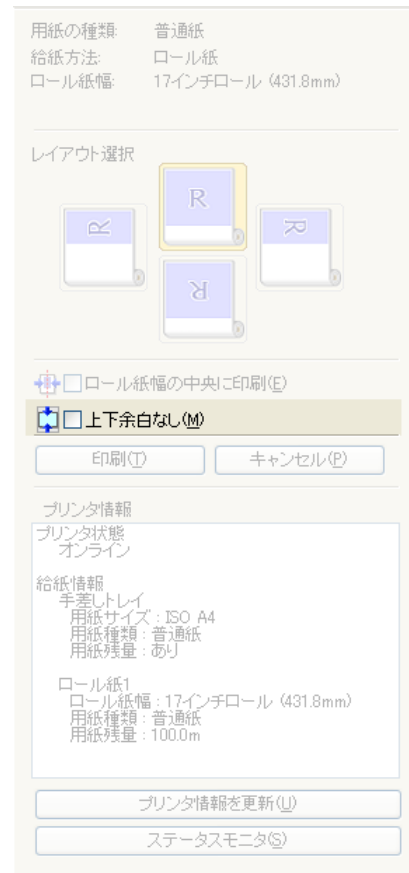 用紙の種類: 普通紙
給紙方法: ロール紙
ロール紙幅: 17インチロール (431.8mm)
レイアウト選択
R
R
R
R
ロール紙幅の中央に印刷(E)
上下余白なし(M)
印刷(T) キャンセル(P)
プリンタ情報
プリンタ状態
オンライン
給紙情報
手差しトレイ
用紙サイズ : ISO A4
用紙種類 : 普通紙
用紙残量 : あり
ロール紙1
ロール紙幅 : 17インチロール (431.8mm)
用紙種類 : 普通紙
用紙残量 : 100.0m
プリンタ情報を更新(U)
ステータスモニタ(S)